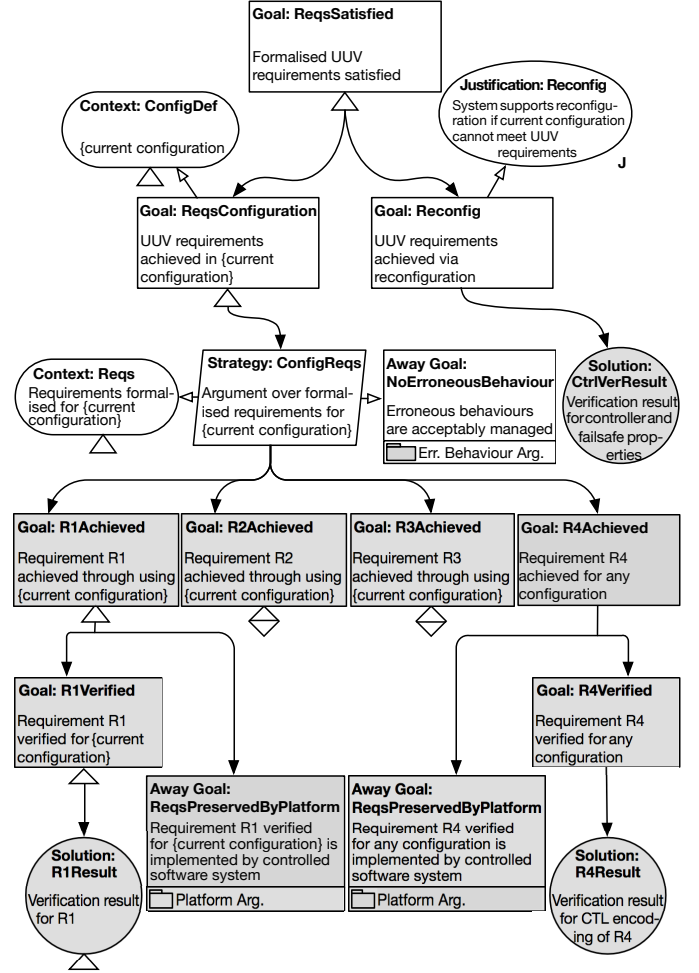 Goal: ReqsSatisfied
Formalised UUV
requirements satisfied
Context: ConfigDef
{current configuration
Justification: Reconfig
System supports reconfigu-
ration if current configuration
cannot meet UUV
requirements
J
Goal: ReqsConfiguration
UUV requirements
achieved in {current
configuration}
Goal: Reconfig
UUV requirements
achieved via
reconfiguration
Context: Reqs
Requirements formal-
ised for {current
configuration}
Strategy: ConfigReqs
Argument over formal-
ised requirements for
{current configuration}
Away Goal:
NoErroneousBehaviour
Erroneous behaviours
are acceptably managed
Err. Behaviour Arg.
Solution:
CtrlVerResult
Verification result
for controller and
failsafe prop-
erties
Goal: R1Achieved
Requirement R1
achieved through using
{current configuration}
Goal: R2Achieved
Requirement R2
achieved through using
{current configuration}
Goal: R3Achieved
Requirement R3
achieved through using
{current configuration}
Goal: R4Achieved
Requirement R4
achieved for any
configuration
Goal: R1Verified
Requirement R1
verified for {current
configuration}
Goal: R4Verified
Requirement R4
verified for any
configuration
Away Goal:
ReqsPreservedByPlatform
Requirement R1 verified
for {current configuration} is
implemented by controlled
software system
Platform Arg.
Away Goal:
ReqsPreservedByPlatform
Requirement R4 verified
for any configuration is
implemented by controlled
software system
Platform Arg.
Solution:
R1Result
Verification result
for R1
Solution:
R4Result
Verification result
for CTL encod-
ing of R4